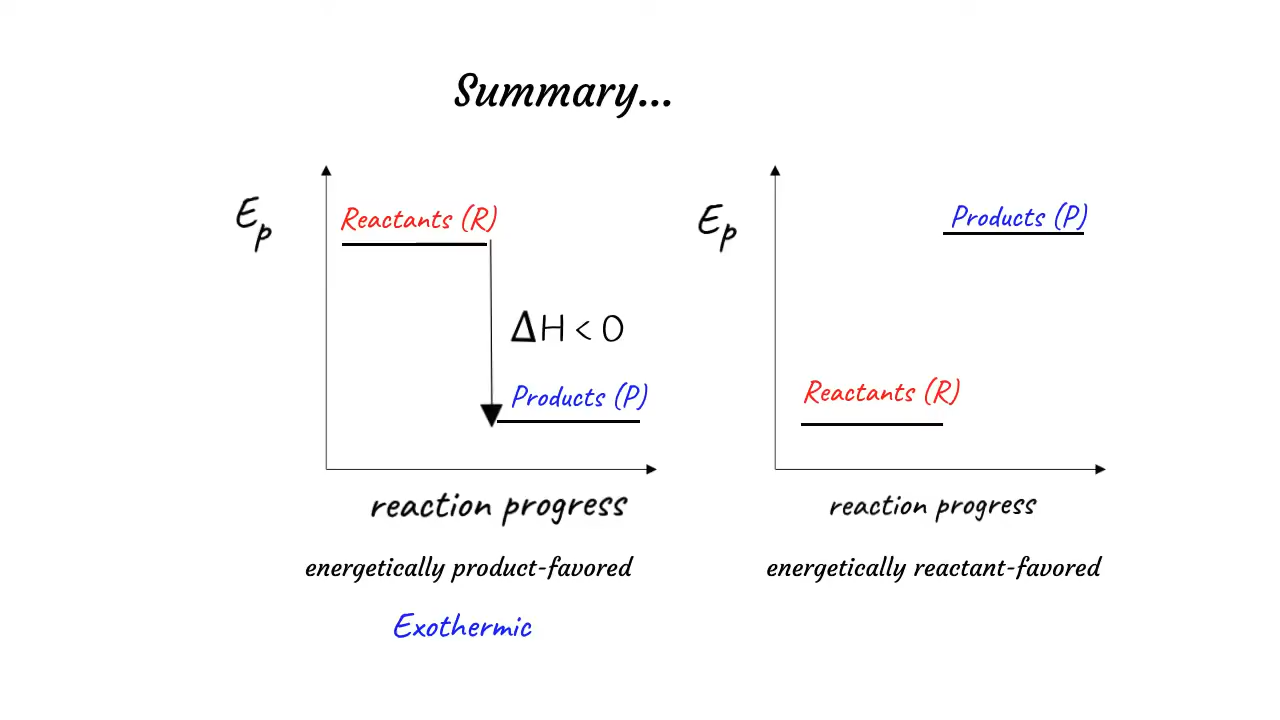 Summary...
Ep
Reactants (R)
ΔH < 0
Products (P)
reaction progress
energetically product-favored
Exothermic
Ep
Products (P)
Reactants (R)
reaction progress
energetically reactant-favored